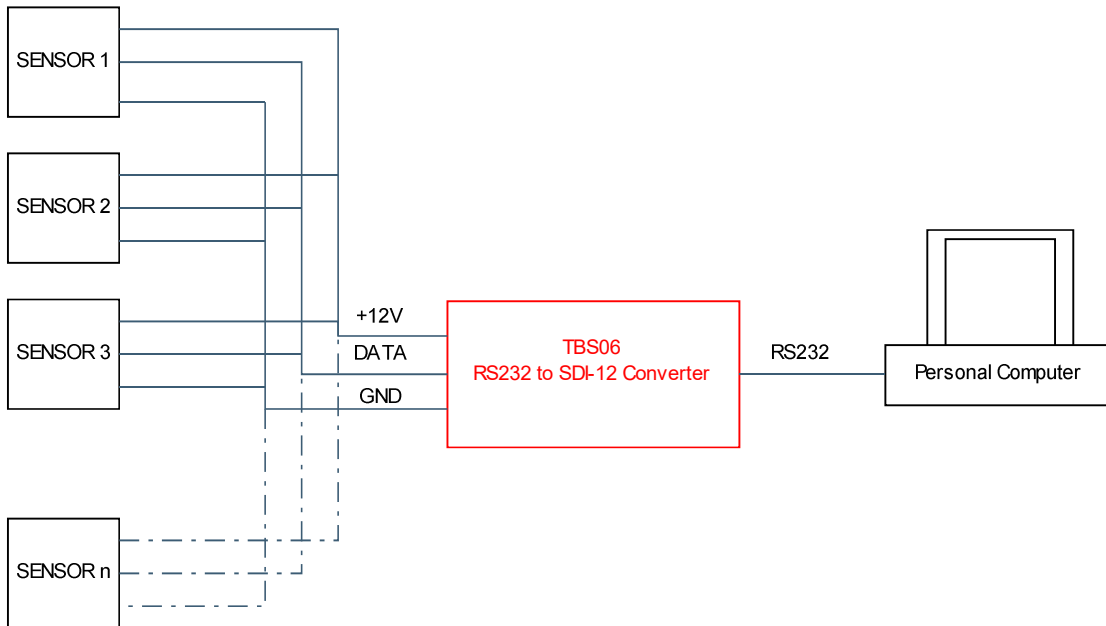 SENSOR 1
SENSOR 2
SENSOR 3
SENSOR n
+12V
DATA
GND
TBS06
RS232 to SDI-12 Converter
RS232
Personal Computer